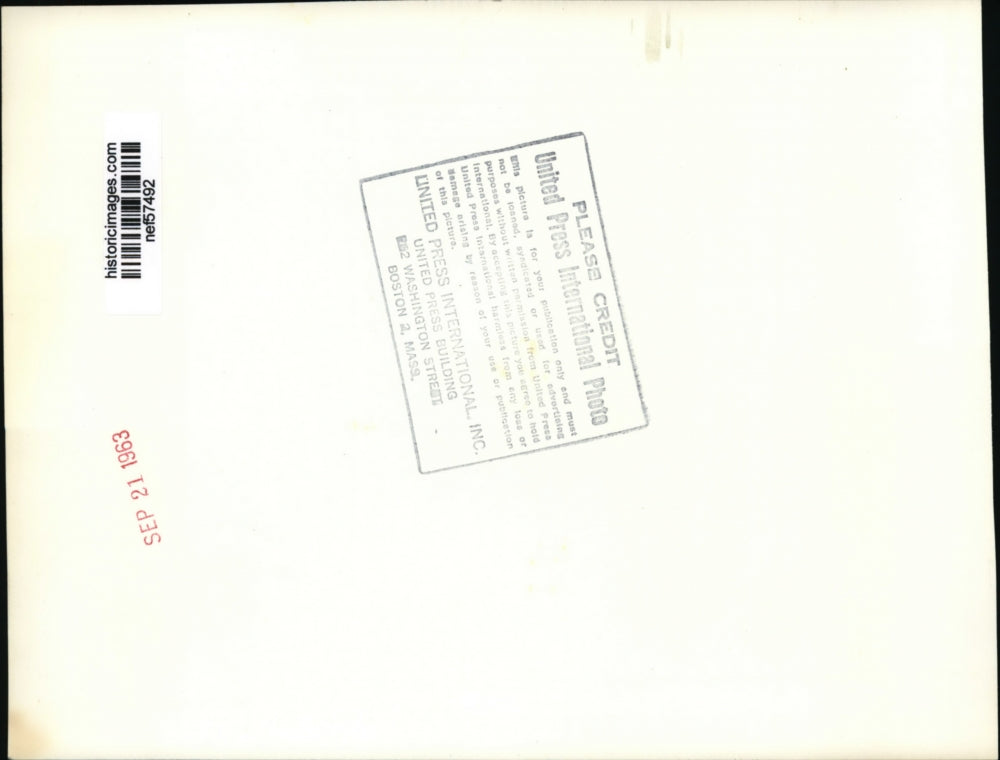 historicimages.com
nef57492
PLEASE CREDIT
United Press International Photo
This picture is for your publication only and must
not be loaned, syndicated or used for advertising
purposes without written permission from United Press
International. By accepting this picture you agree to hold
United Press International harmless from any loss or
damage arising by reason of your use or publication
of this picture.
UNITED PRESS INTERNATIONAL, INC.
UNITED PRESS BUILDING
262 WASHINGTON STREET
BOSTON 2, MASS.
SEP 21 1963